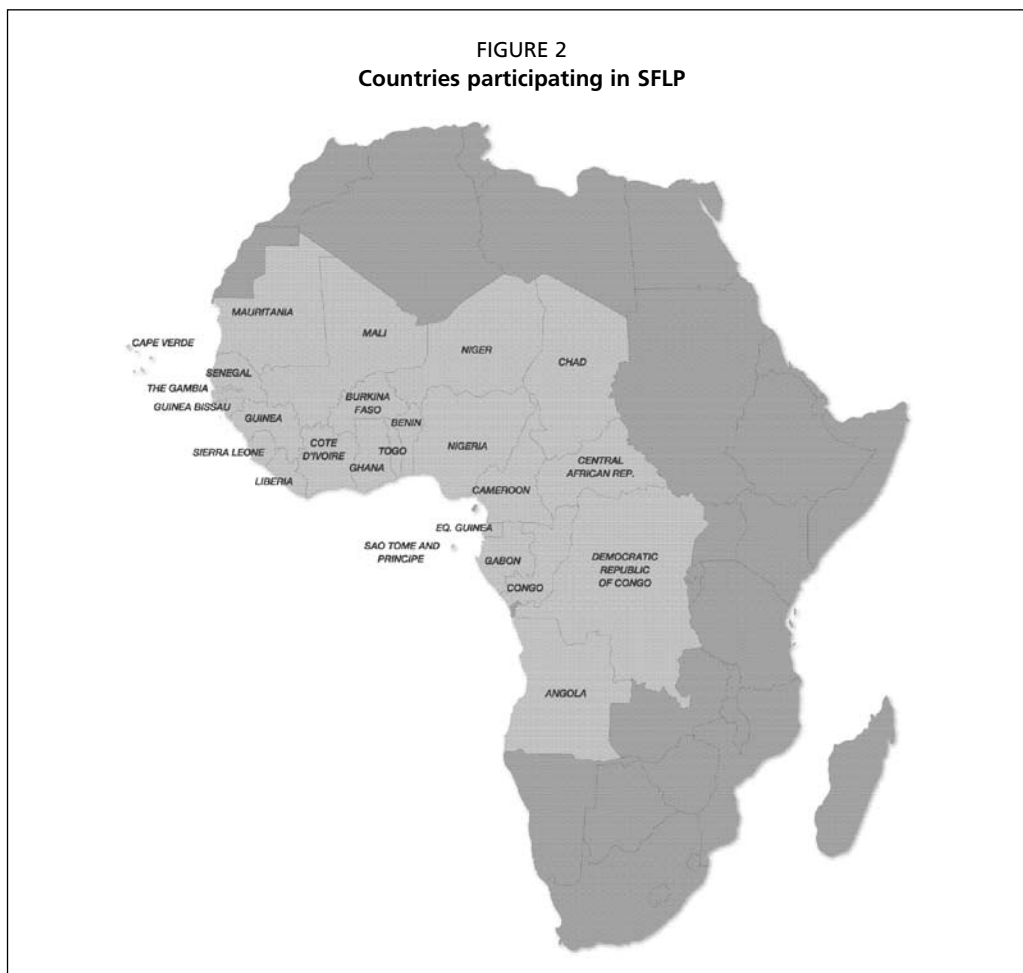 FIGURE 2
Countries participating in SFLP
MAURITANIA
MALI
CAPE VERDE
NIGER
CHAD
SENEGAL
THE GAMBIA
BURKINA
FASO
GUINEA BISSAU
GUINEA
BENIN
COTE
D'IVOIRE
NIGERIA
TOGO
SIERRA LEONE
GHANA
CENTRAL
AFRICAN REP.
LIBERIA
CAMEROON
EQ. GUINEA
SAO TOME AND
PRINCIPE
GABON
DEMOCRATIC
REPUBLIC
OF CONGO
CONGO
ANGOLA